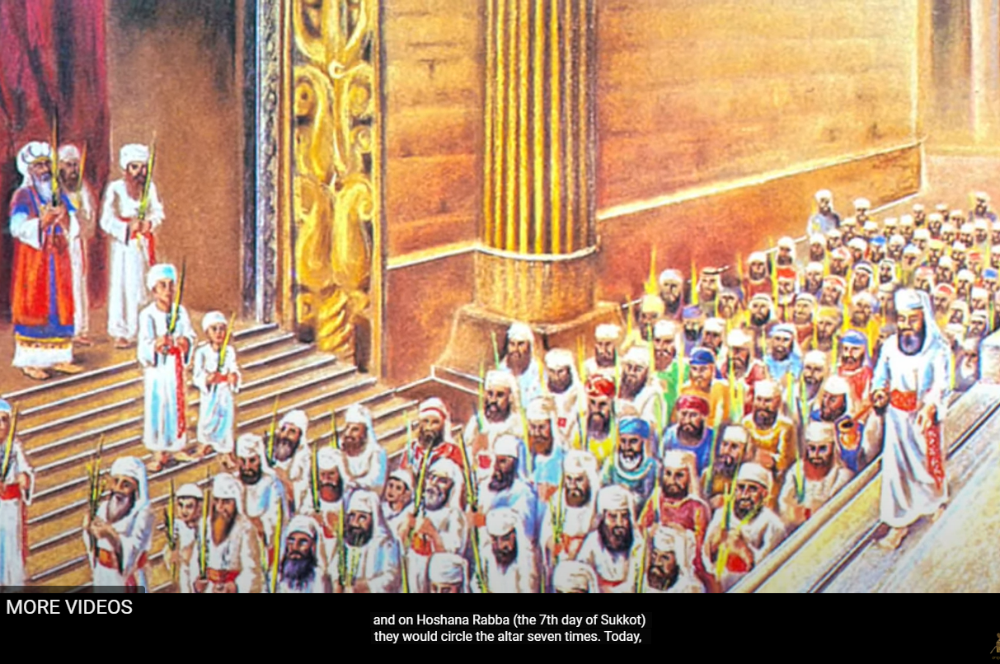 MORE VIDEOS
and on Hoshana Rabba (the 7th day of Sukkot)
they would circle the altar seven times. Today,